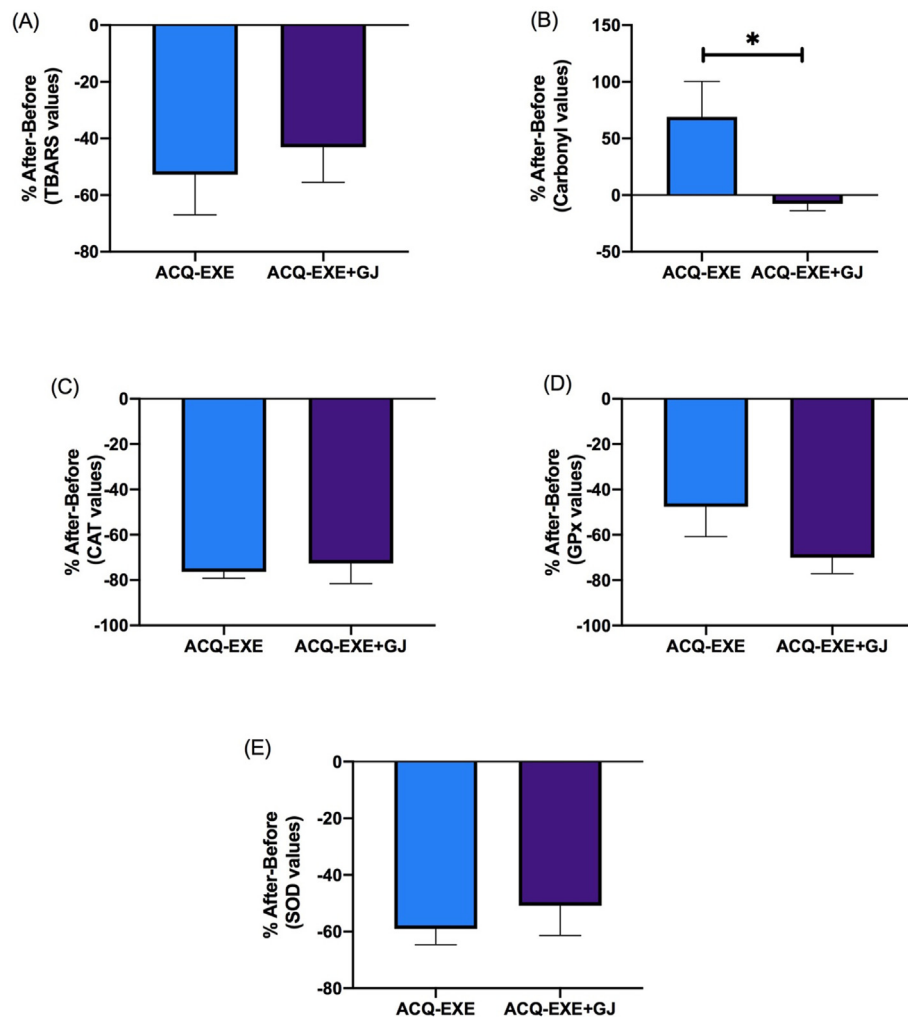 (A)
% After-Before
(TBARS values)
0
-20
-40
-60
-80
ACQ-EXE ACQ-EXE+GJ
(B)
% After-Before
(Carbonyl values)
150
100
50
0
-50
*
ACQ-EXE ACQ-EXE+GJ
(C)
% After-Before
(CAT values)
0
-20
-40
-60
-80
-100
ACQ-EXE ACQ-EXE+GJ
(D)
% After-Before
(GPx values)
0
-20
-40
-60
-80
-100
ACQ-EXE ACQ-EXE+GJ
(E)
% After-Before
(SOD values)
0
-20
-40
-60
-80
ACQ-EXE ACQ-EXE+GJ